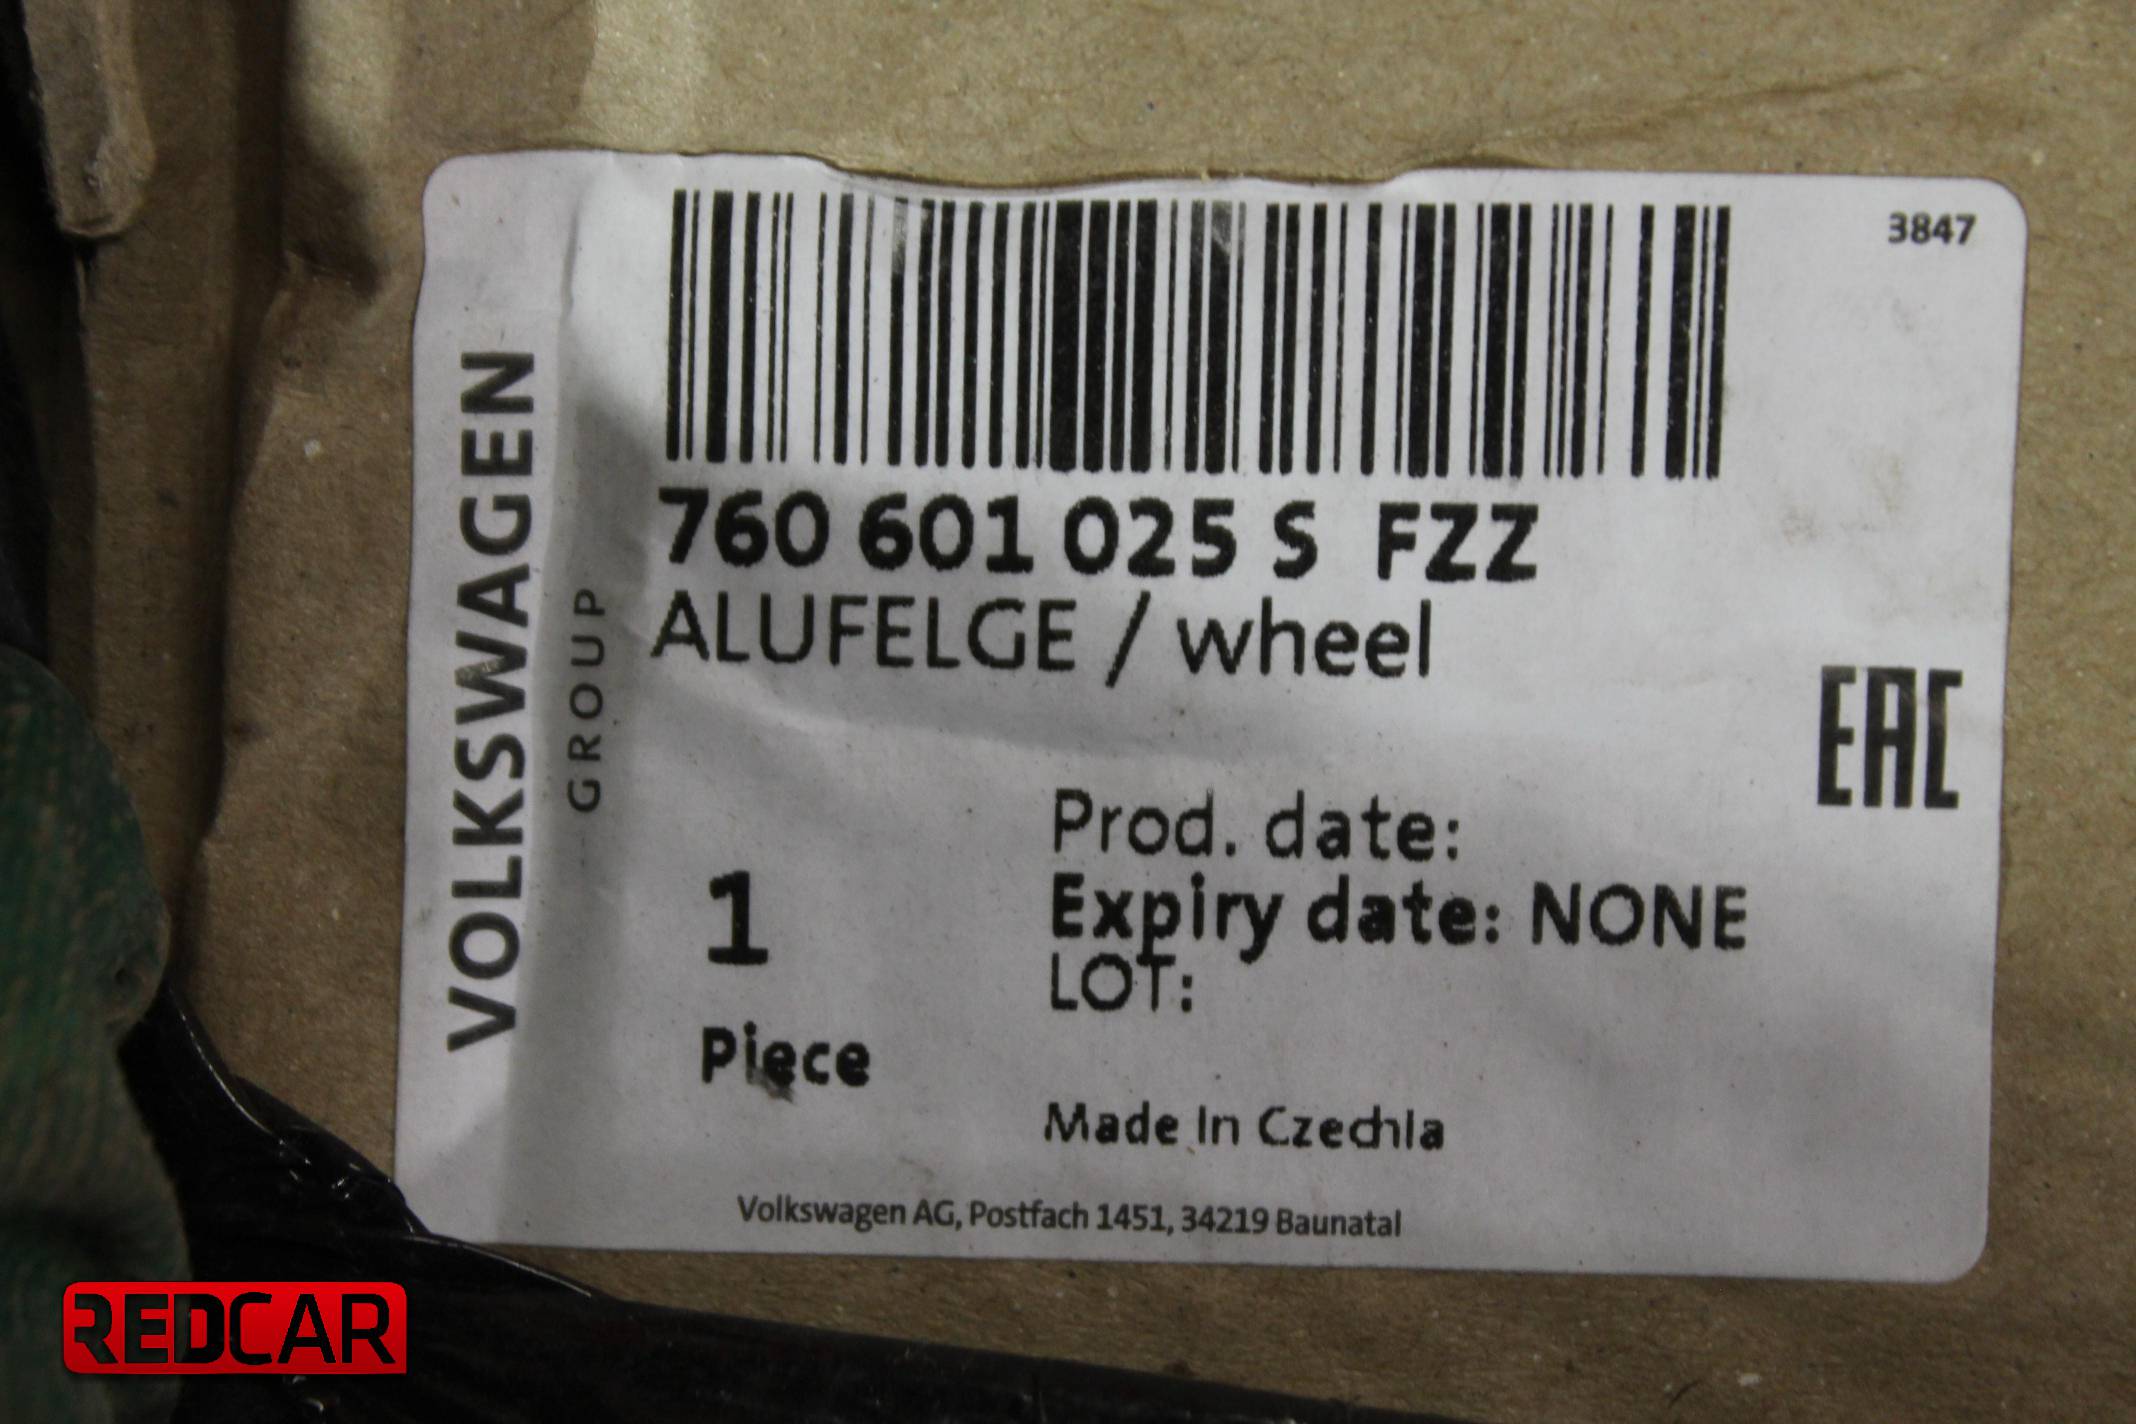 3847
VOLKSWAGEN
GROUP
760 601 025 S FZZ
ALUFELGE / wheel
EAC
Prod. date:
Expiry date: NONE
LOT:
1
Piece
Made In Czechia
Volkswagen AG, Postfach 1451, 34219 Baunatal
REDCAR